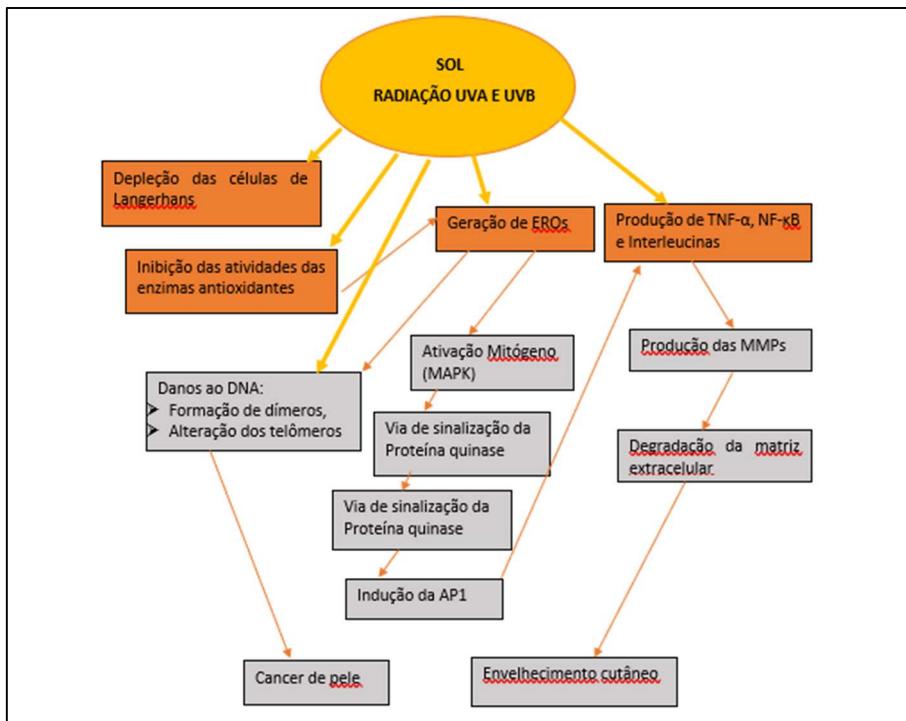 SOL
RADIAÇÃO UVA E UVB
Depleção das células de
Langerhans
Geração de EROs
Produção de TNF-α, NF-κB
e Interleucinas
Inibição das atividades das
enzimas antioxidantes
Ativação Mitógeno
(MAPK)
Produção das MMPs
Danos ao DNA:
➢ Formação de dímeros,
➢ Alteração dos telômeros
Via de sinalização da
Proteína quinase
Degradação da matriz
extracelular
Via de sinalização da
Proteína quinase
Indução da AP1
Cancer de pele
Envelhecimento cutâneo